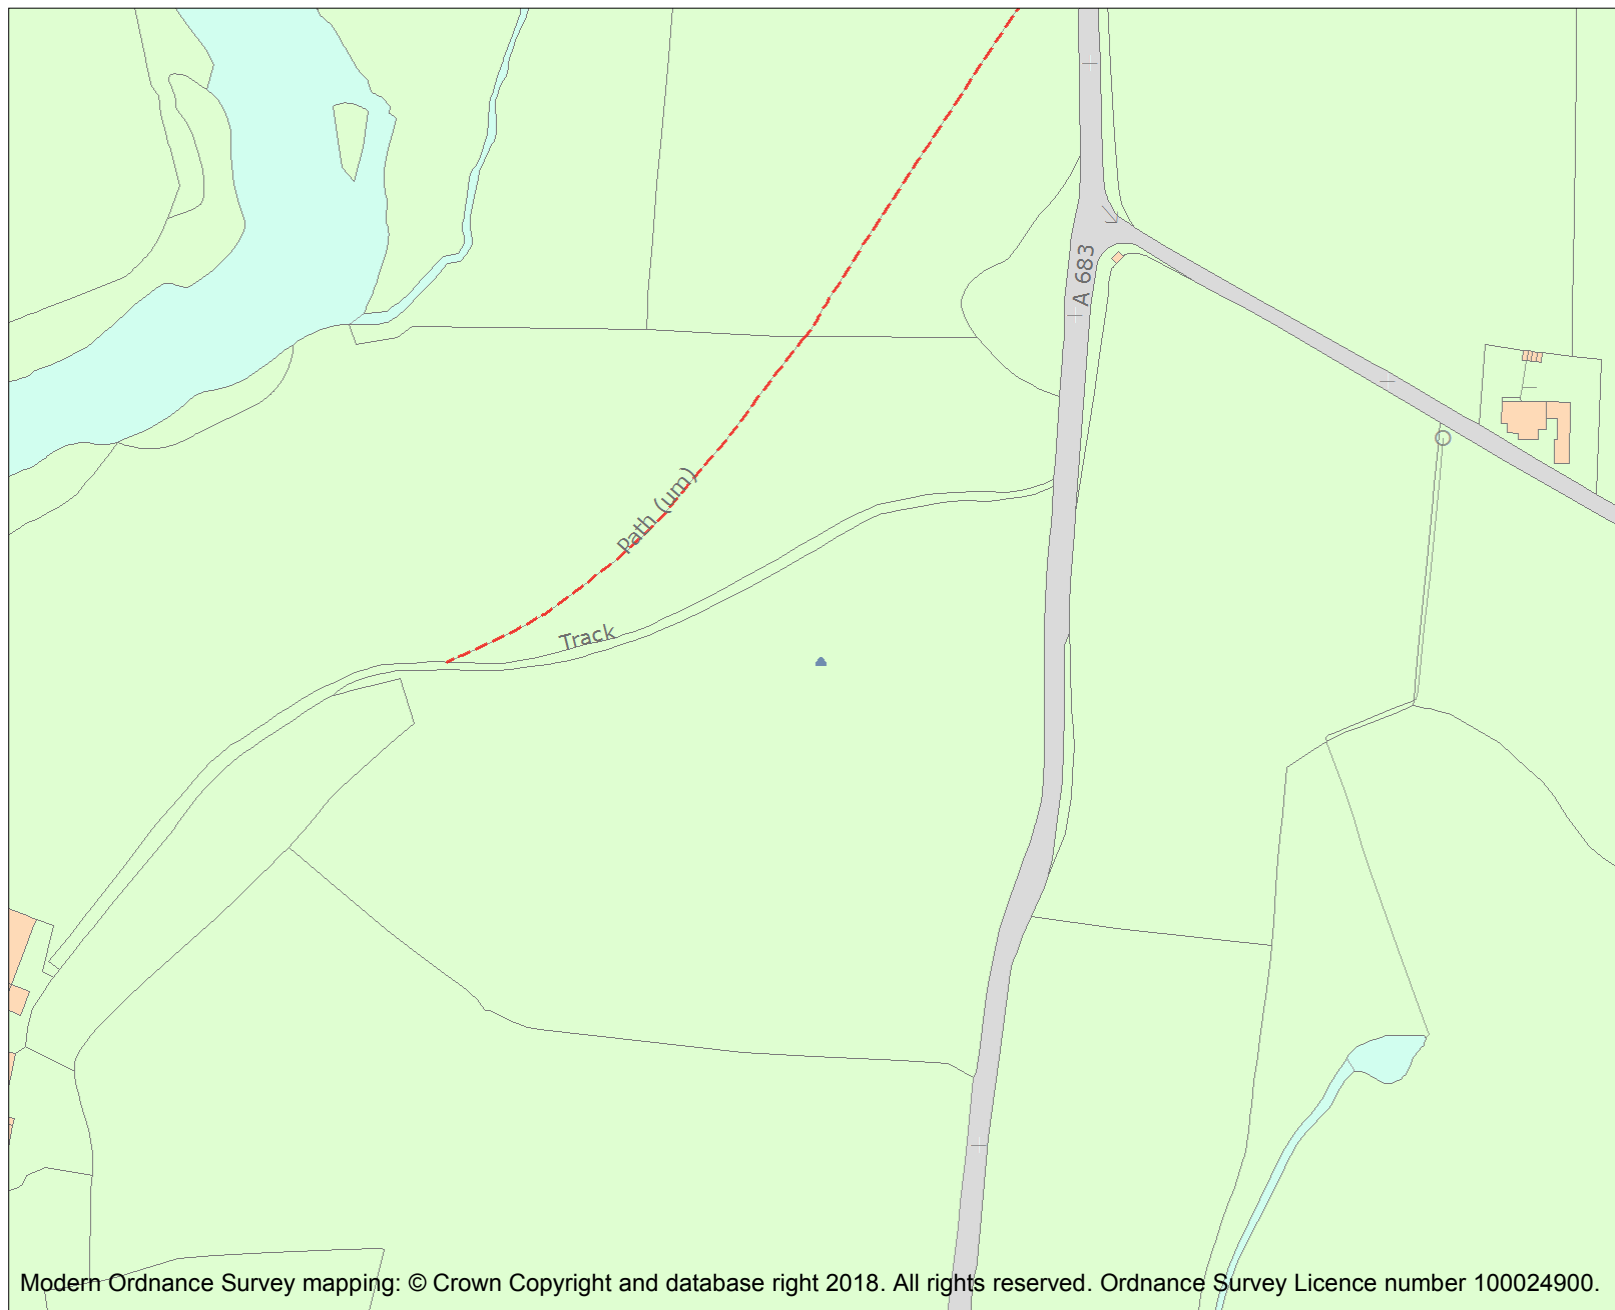 A 683
Path (um)
Track
Modern Ordnance Survey mapping: © Crown Copyright and database right 2018. All rights reserved. Ordnance Survey Licence number 100024900.